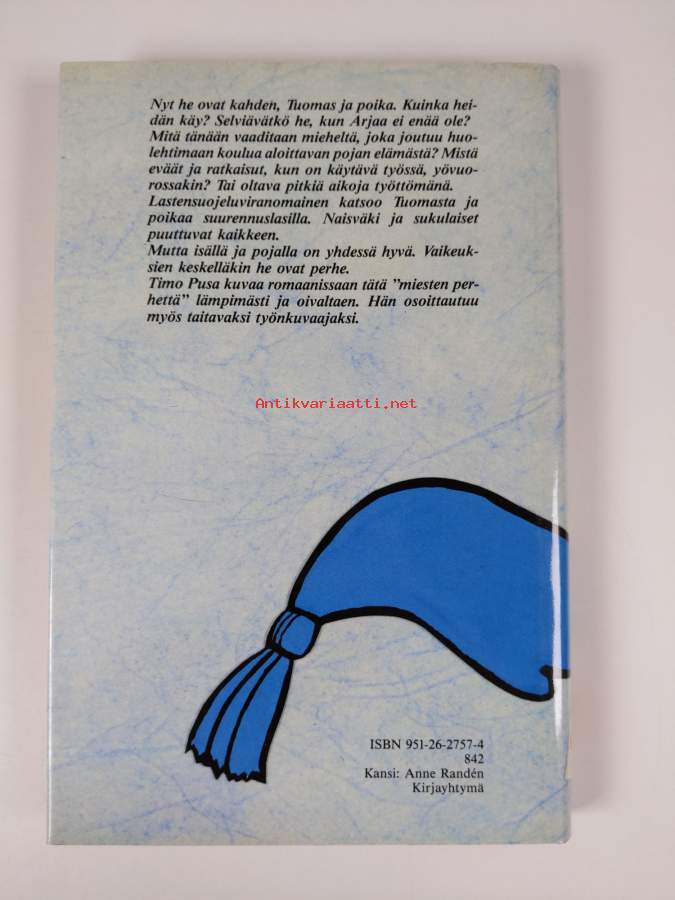 Nyt he ovat kahden, Tuomas ja poika. Kuinka hei-
dän käy? Selviävätkö he, kun Arjaa ei enää ole?
Mitä tänään vaaditaan mieheltä, joka joutuu huo-
lehtimaan koulua aloittavan pojan elämästä? Mistä
eväät ja ratkaisut, kun on käytävä työssä, yövuo-
rossakin? Tai oltava pitkiä aikoja työttömänä.
Lastensuojeluviranomainen katsoo Tuomasta ja
poikaa suurennuslasilla. Naisväki ja sukulaiset
puuttuvat kaikkeen.
Mutta isällä ja pojalla on yhdessä hyvä. Vaikeuk-
sien keskelläkin he ovat perhe.
Timo Pusa kuvaa romaanissaan tätä ”miesten per-
hettä” lämpimästi ja oivaltaen. Hän osoittautuu
myös taitavaksi työnkuvaajaksi.
Antikvariaatti.net
ISBN 951-26-2757-4
842
Kansi: Anne Randén
Kirjayhtymä